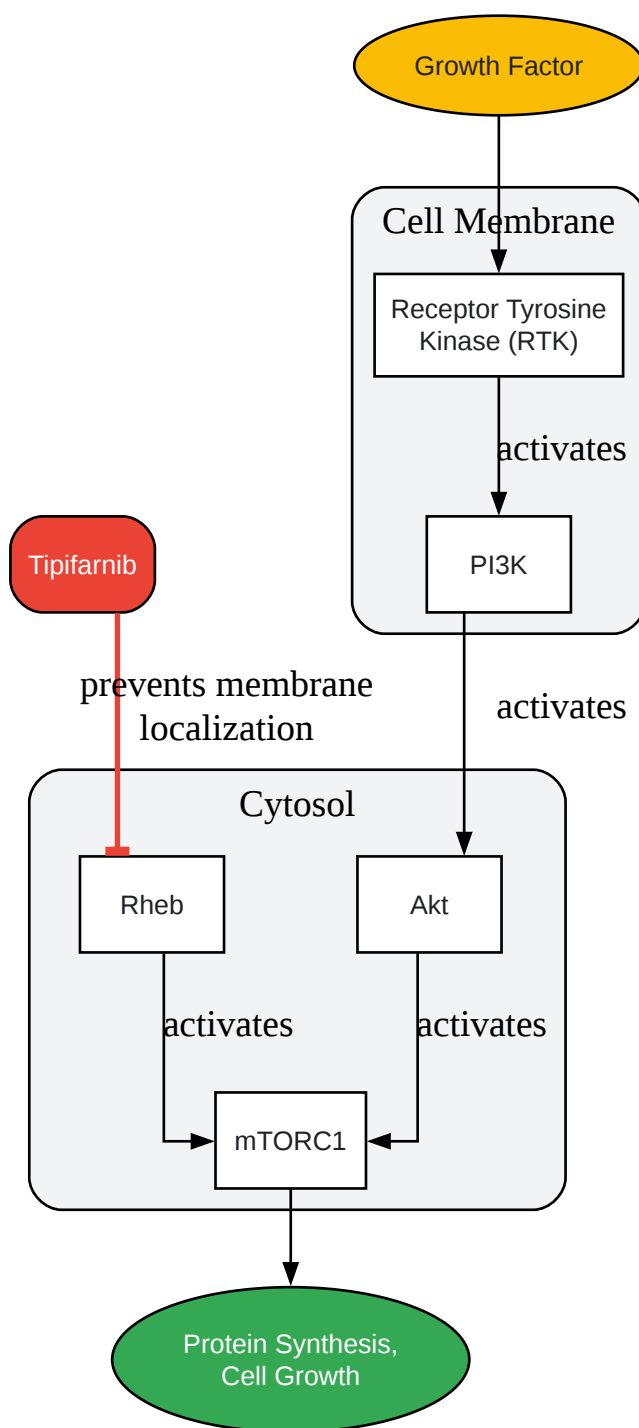 Growth Factor
Cell Membrane
Receptor Tyrosine
Kinase (RTK)
activates
PI3K
Tipifarnib
prevents membrane
localization
activates
Cytosol
Rheb
Akt
activates
activates
mTORC1
Protein Synthesis,
Cell Growth